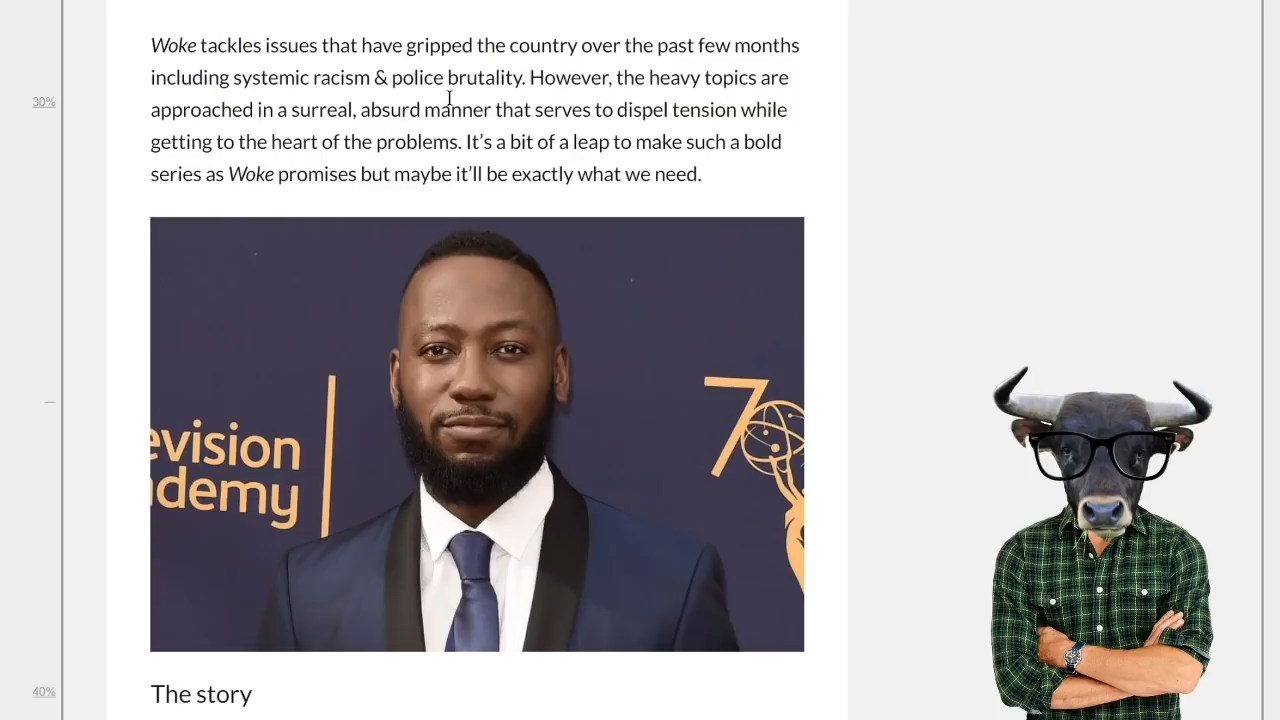 Woke tackles issues that have gripped the country over the past few months
including systemic racism & police brutality. However, the heavy topics are
approached in a surreal, absurd manner that serves to dispel tension while
getting to the heart of the problems. It’s a bit of a leap to make such a bold
series as Woke promises but maybe it’ll be exactly what we need.
30%
evision
demy
70
The story
40%